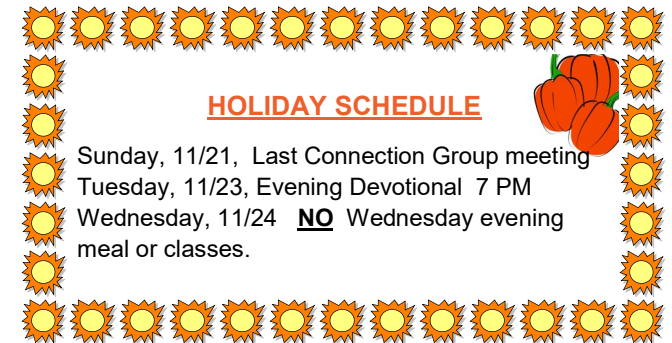 HOLIDAY SCHEDULE
Sunday, 11/21,  Last Connection Group meeting
Tuesday, 11/23, Evening Devotional  7 PM
Wednesday, 11/24   NO  Wednesday evening
meal or classes.